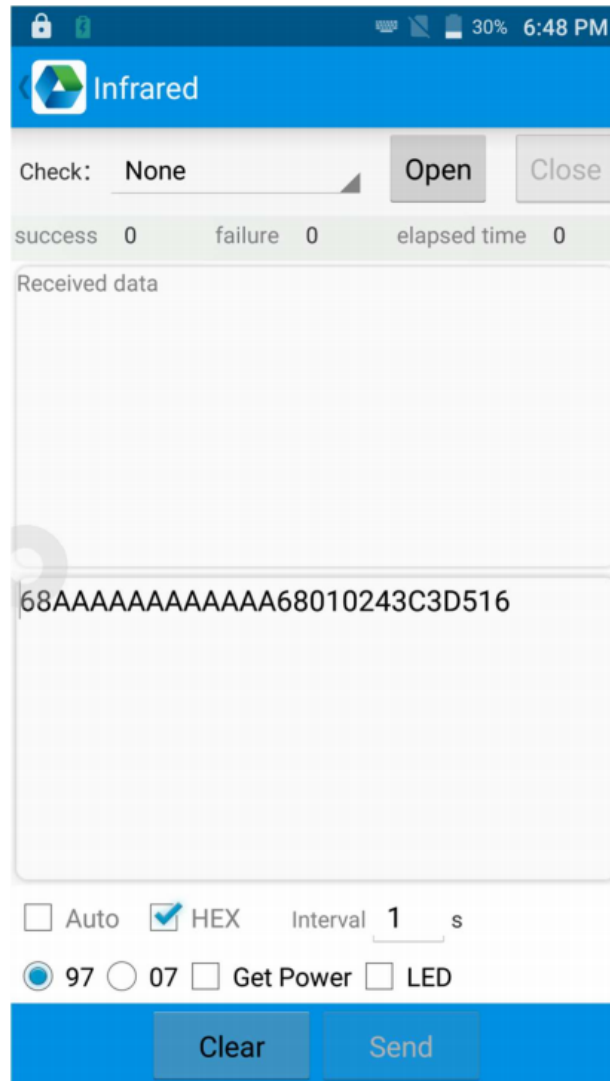 30% 6:48 PM
Infrared
Check: None Open Close
success 0 failure 0 elapsed time 0
Received data
68AAAAAAAAAAAA68010243C3D516
Auto HEX Interval 1 s
97 07 Get Power LED
Clear Send